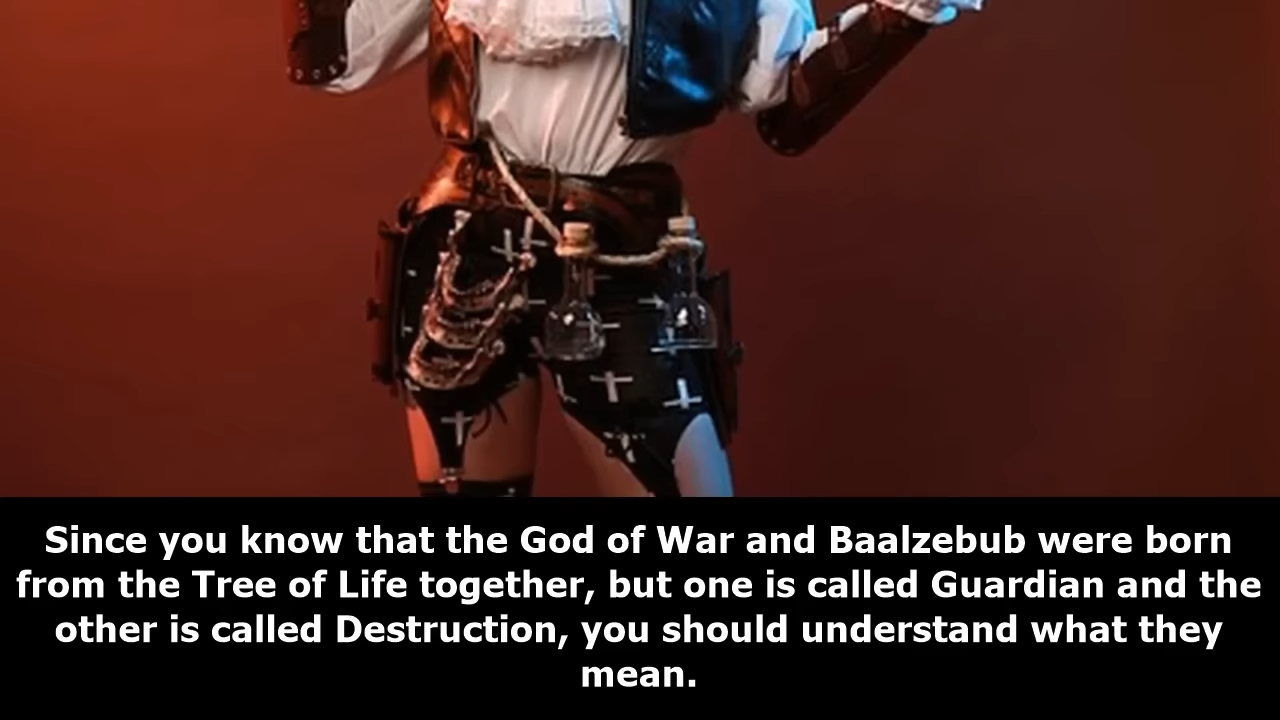 Since you know that the God of War and Baalzebub were born
from the Tree of Life together, but one is called Guardian and the
other is called Destruction, you should understand what they
mean.